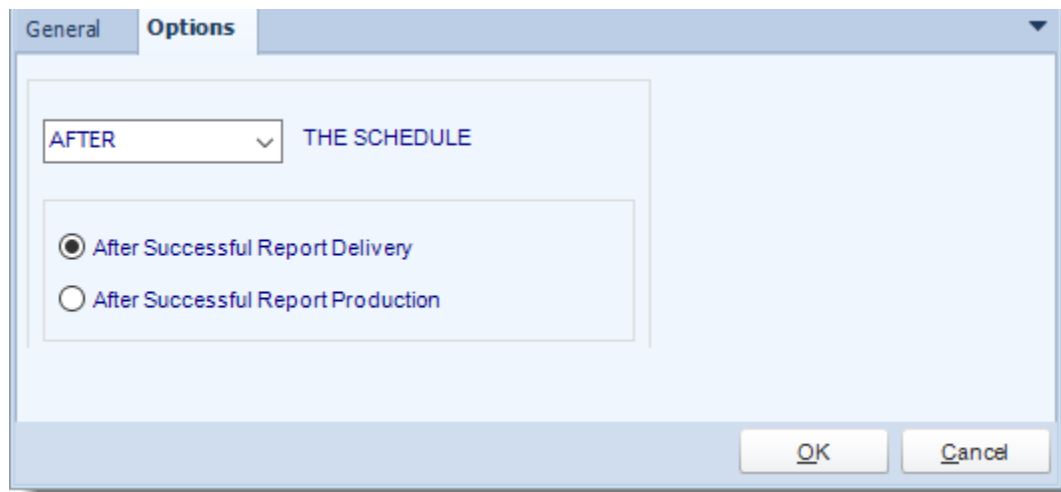 General Options
AFTER THE SCHEDULE
After Successful Report Delivery
After Successful Report Production
OK Cancel